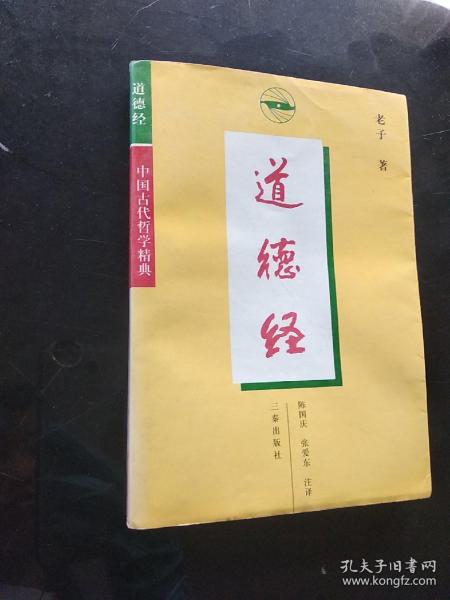 道德经
中国古代哲学精典
老子 著
道德经
陈国庆 张爱东 注译
三秦出版社
孔夫子旧书网
www.kongfz.com